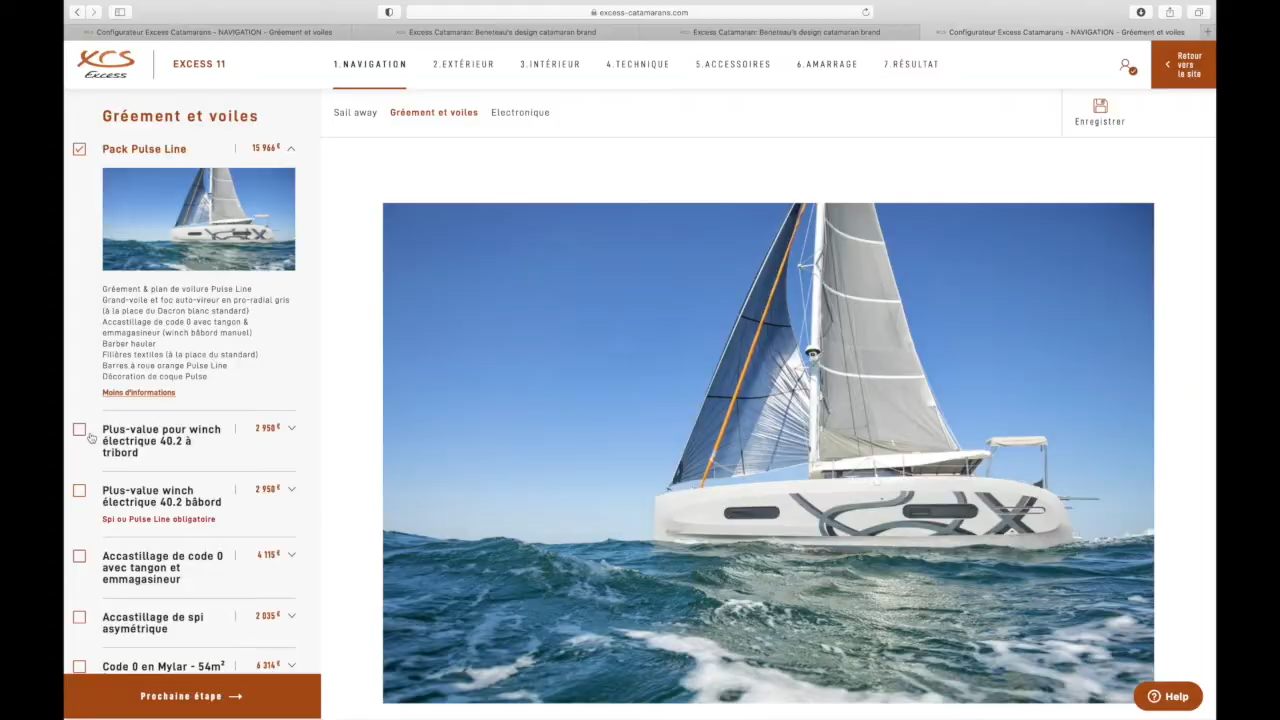 excess-catamarans.com
Configurateur Excess Catamarans - NAVIGATION - Gréement et voiles
Excess Catamaran: Beneteau's design catamaran brand
Excess Catamaran: Beneteau's design catamaran brand
Configurateur Excess Catamarans - NAVIGATION - Gréement et voiles
XCS
Excess
EXCESS 11
1.NAVIGATION
2.EXTÉRIEUR
3.INTÉRIEUR
4.TECHNIQUE
5.ACCESSOIRES
6.AMARRAGE
7.RÉSULTAT
Retour
vers
le site
Sail away
Gréement et voiles
Electronique
Enregistrer
Gréement et voiles
Pack Pulse Line
15 966 €
Gréement & plan de voilure Pulse Line
Grand-voile et foc auto-vireur en pro-radial gris
(à la place du Dacron blanc standard)
Accastillage de code 0 avec tangon &
emmagasineur (winch bâbord manuel)
Barber hauler
Filières textiles (à la place du standard)
Barres à roue orange Pulse Line
Décoration de coque Pulse
Moins d'informations
Plus-value pour winch
électrique 40.2 à
tribord
2 950 €
Plus-value winch
électrique 40.2 bâbord
2 950 €
Spi ou Pulse Line obligatoire
Accastillage de code 0
avec tangon et
emmagasineur
4 115 €
Accastillage de spi
asymétrique
2 035 €
Code 0 en Mylar - 54m²
6 314 €
Prochaine étape →
Help